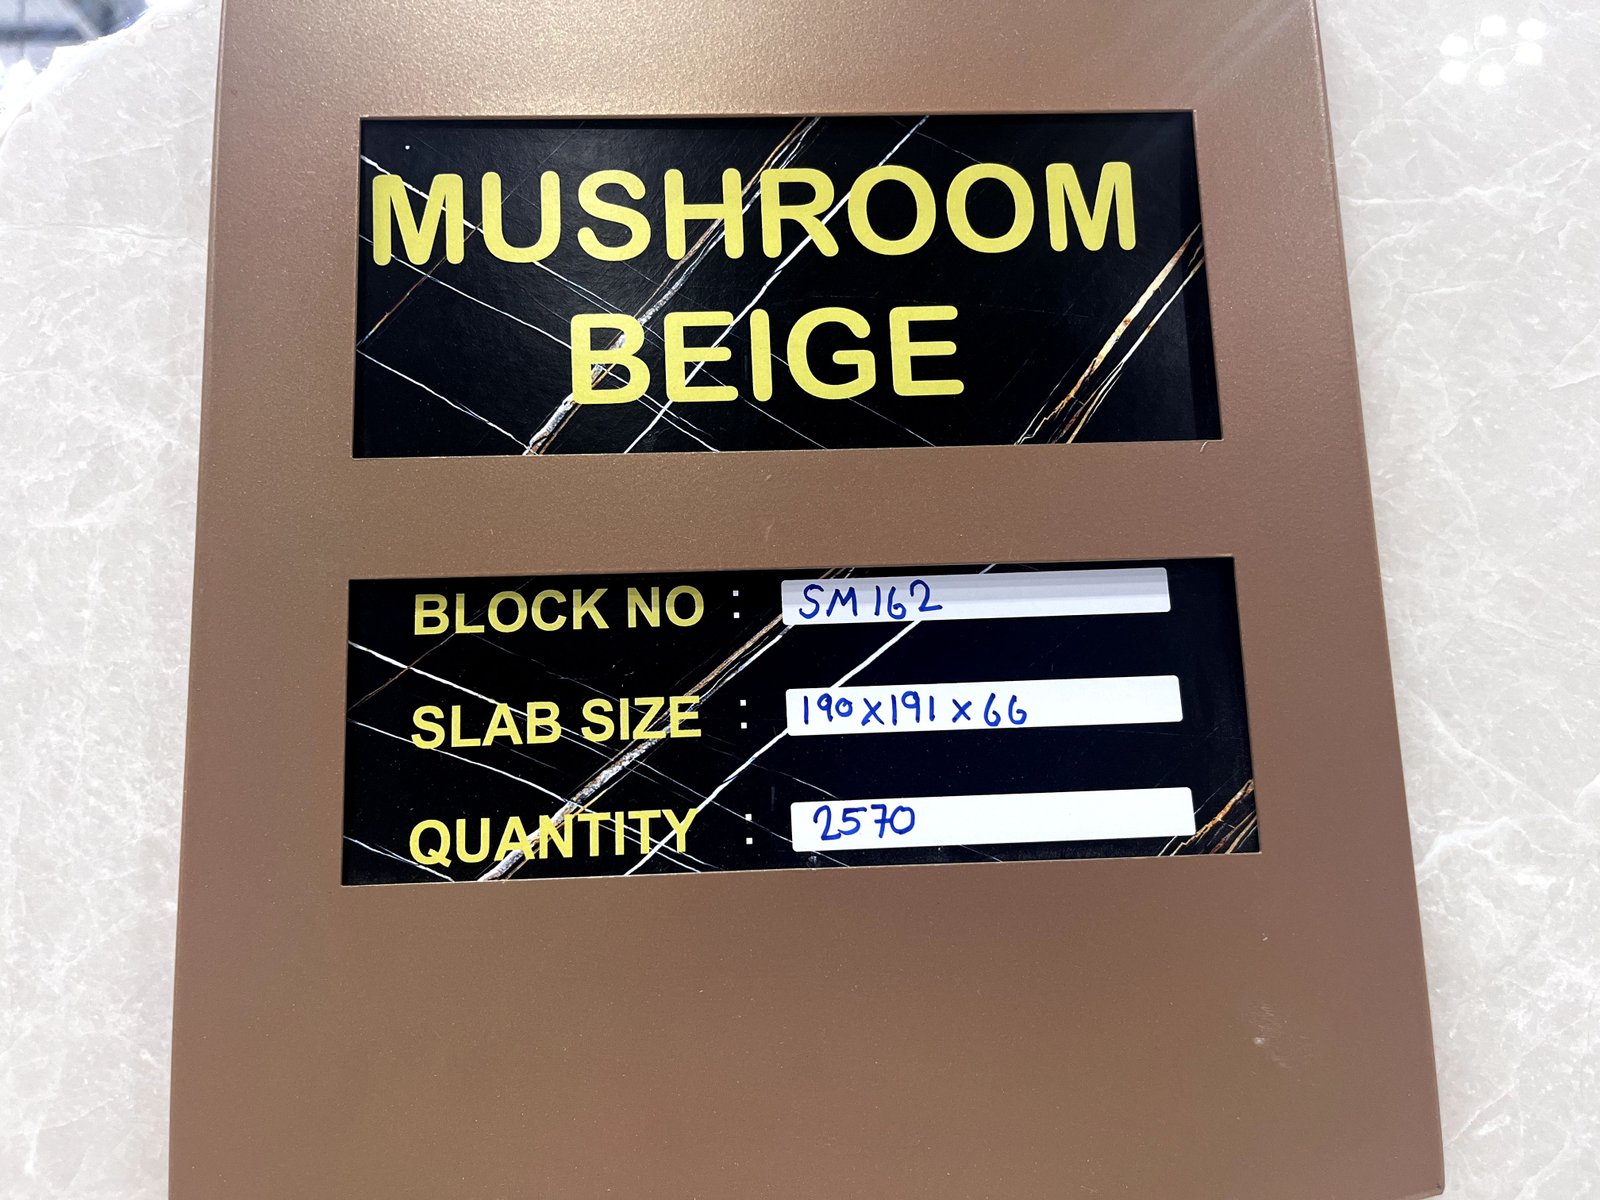 MUSHROOM
BEIGE
BLOCK NO : SM162
SLAB SIZE : 190x191x66
QUANTITY : 2570